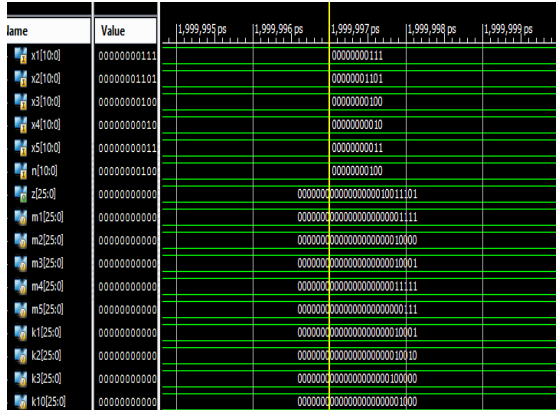 lame Value 1,999,995 ps 1,999,996 ps 1,999,997 ps 1,999,998 ps 1,999,999 ps
x1[10:0] 00000000111 00000000111
x2[10:0] 00000001101 00000001101
x3[10:0] 00000000100 00000000100
x4[10:0] 00000000010 00000000010
x5[10:0] 00000000011 00000000011
n[10:0] 00000000100 00000000100
z[25:0] 00000000000 00000000000000000010011101
m1[25:0] 00000000000 00000000000000000000001111
m2[25:0] 00000000000 00000000000000000000010000
m3[25:0] 00000000000 00000000000000000000010001
m4[25:0] 00000000000 00000000000000000000011111
m5[25:0] 00000000000 00000000000000000000000111
k1[25:0] 00000000000 00000000000000000000010001
k2[25:0] 00000000000 00000000000000000000010010
k3[25:0] 00000000000 00000000000000000000100000
k10[25:0] 00000000000 00000000000000000000001000